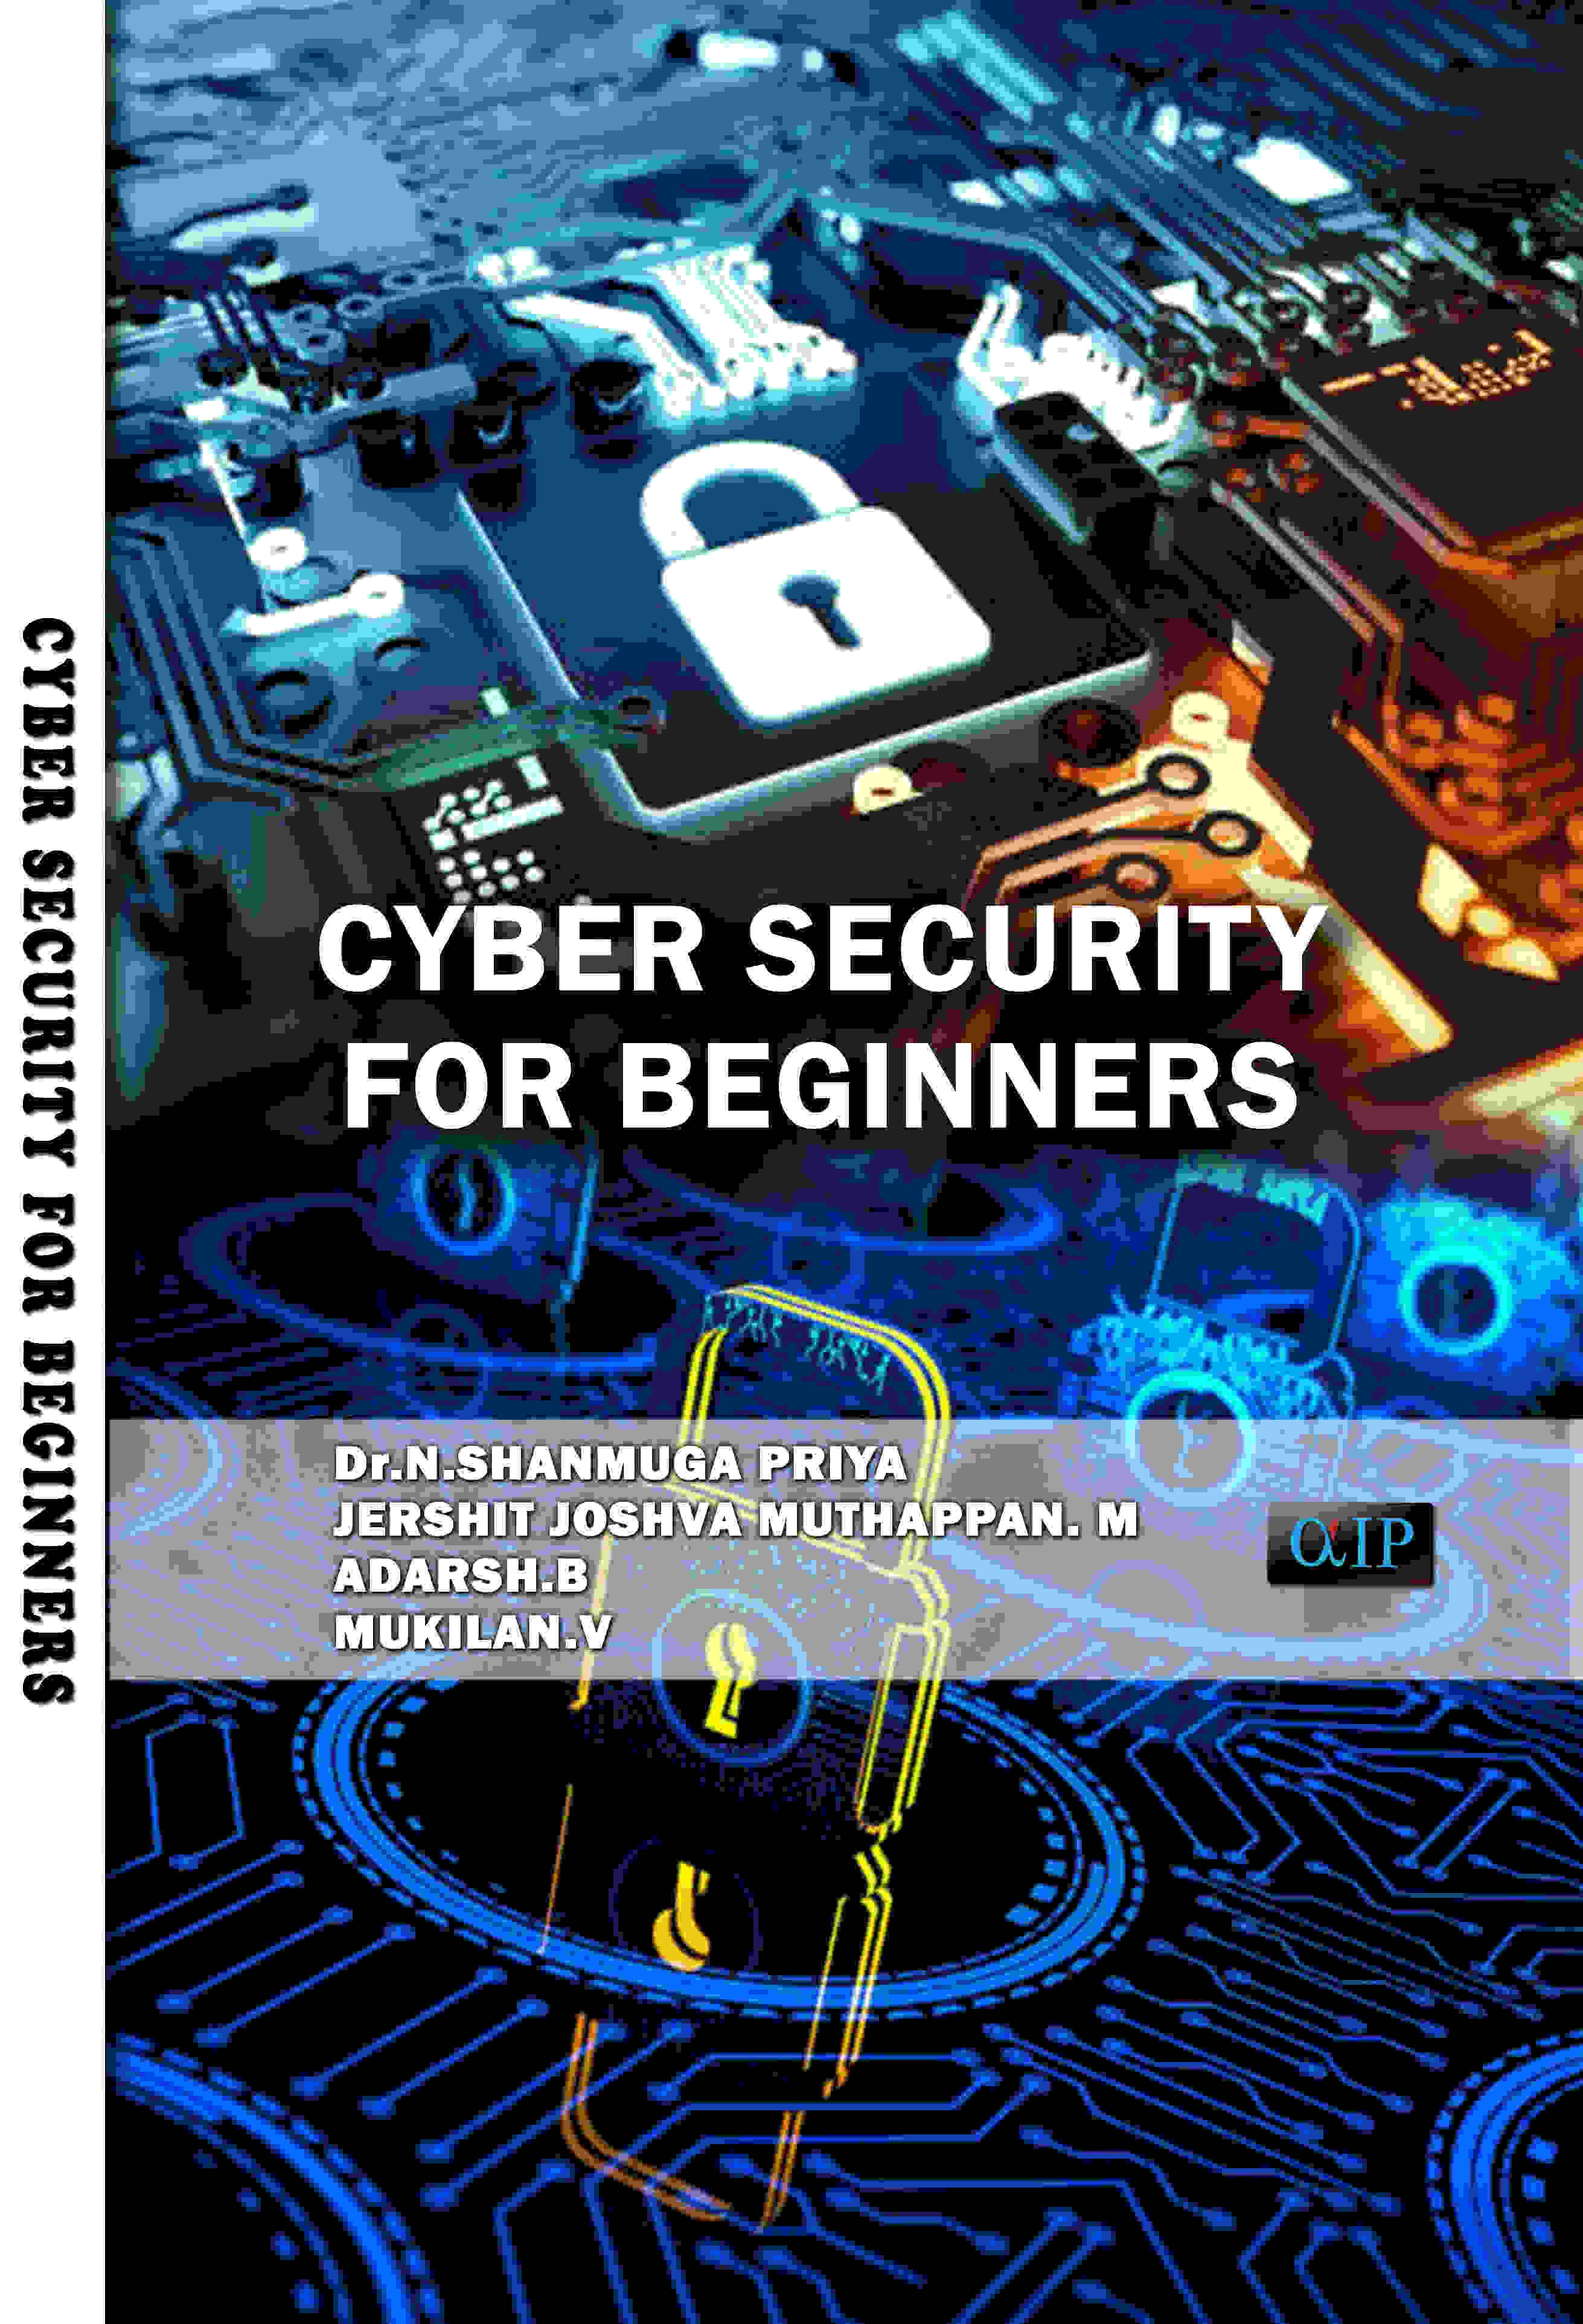 CYBER SECURITY FOR BEGINNERS
CYBER SECURITY
FOR BEGINNERS
Dr.N.SHANMUGA PRIYA
JERSHIT JOSHVA MUTHAPPAN. M
ADARSH.B
MUKILAN.V
αIP